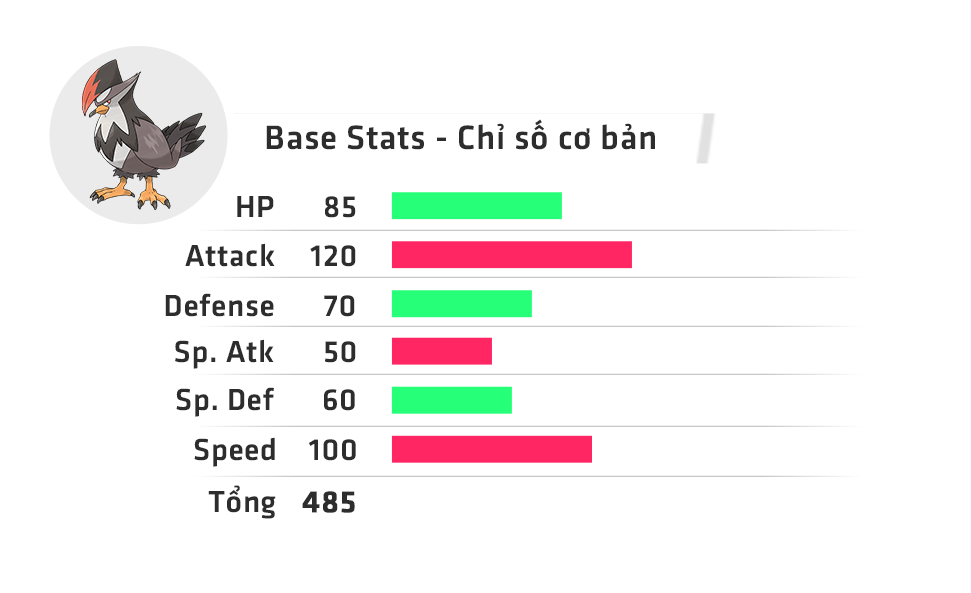 Base Stats - Chỉ số cơ bản
HP 85
Attack 120
Defense 70
Sp. Atk 50
Sp. Def 60
Speed 100
Tổng 485